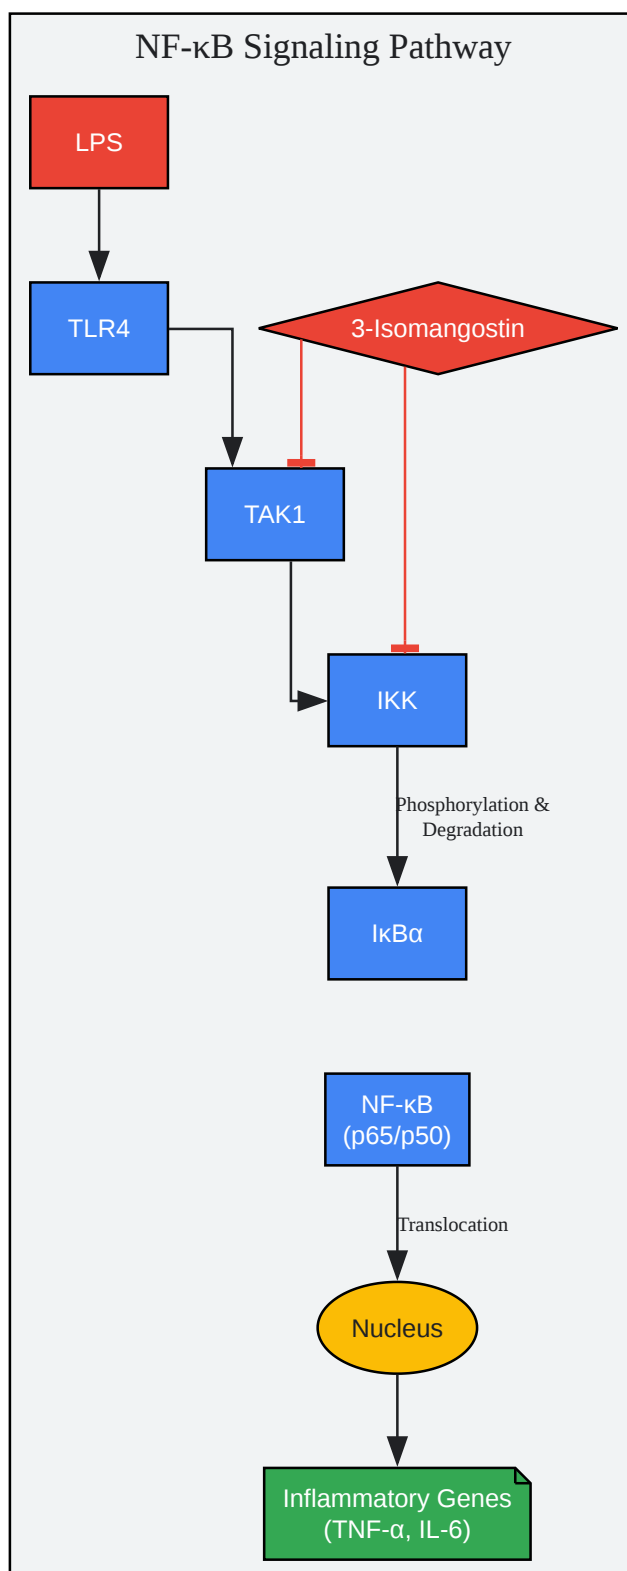 NF-κB Signaling Pathway
LPS
TLR4
3-Isomangostin
TAK1
IKK
Phosphorylation &
Degradation
IκBα
NF-κB
(p65/p50)
Translocation
Nucleus
Inflammatory Genes
(TNF-α, IL-6)